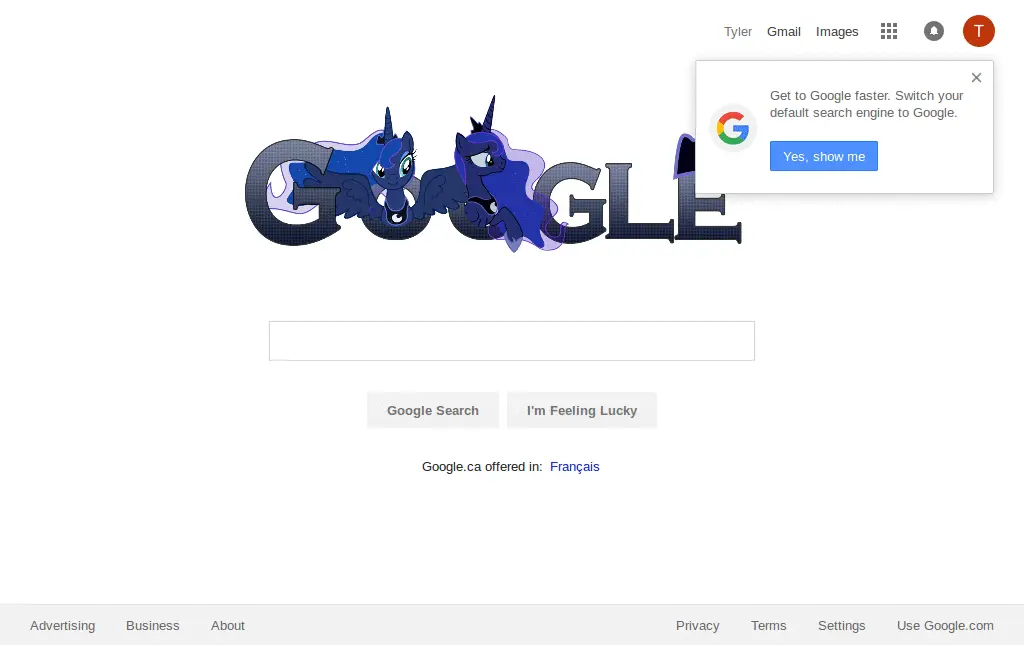 Tyler Gmail Images T
Get to Google faster. Switch your
default search engine to Google.
Yes, show me
GOOGLE
Google Search I'm Feeling Lucky
Google.ca offered in: Français
Advertising Business About Privacy Terms Settings Use Google.com